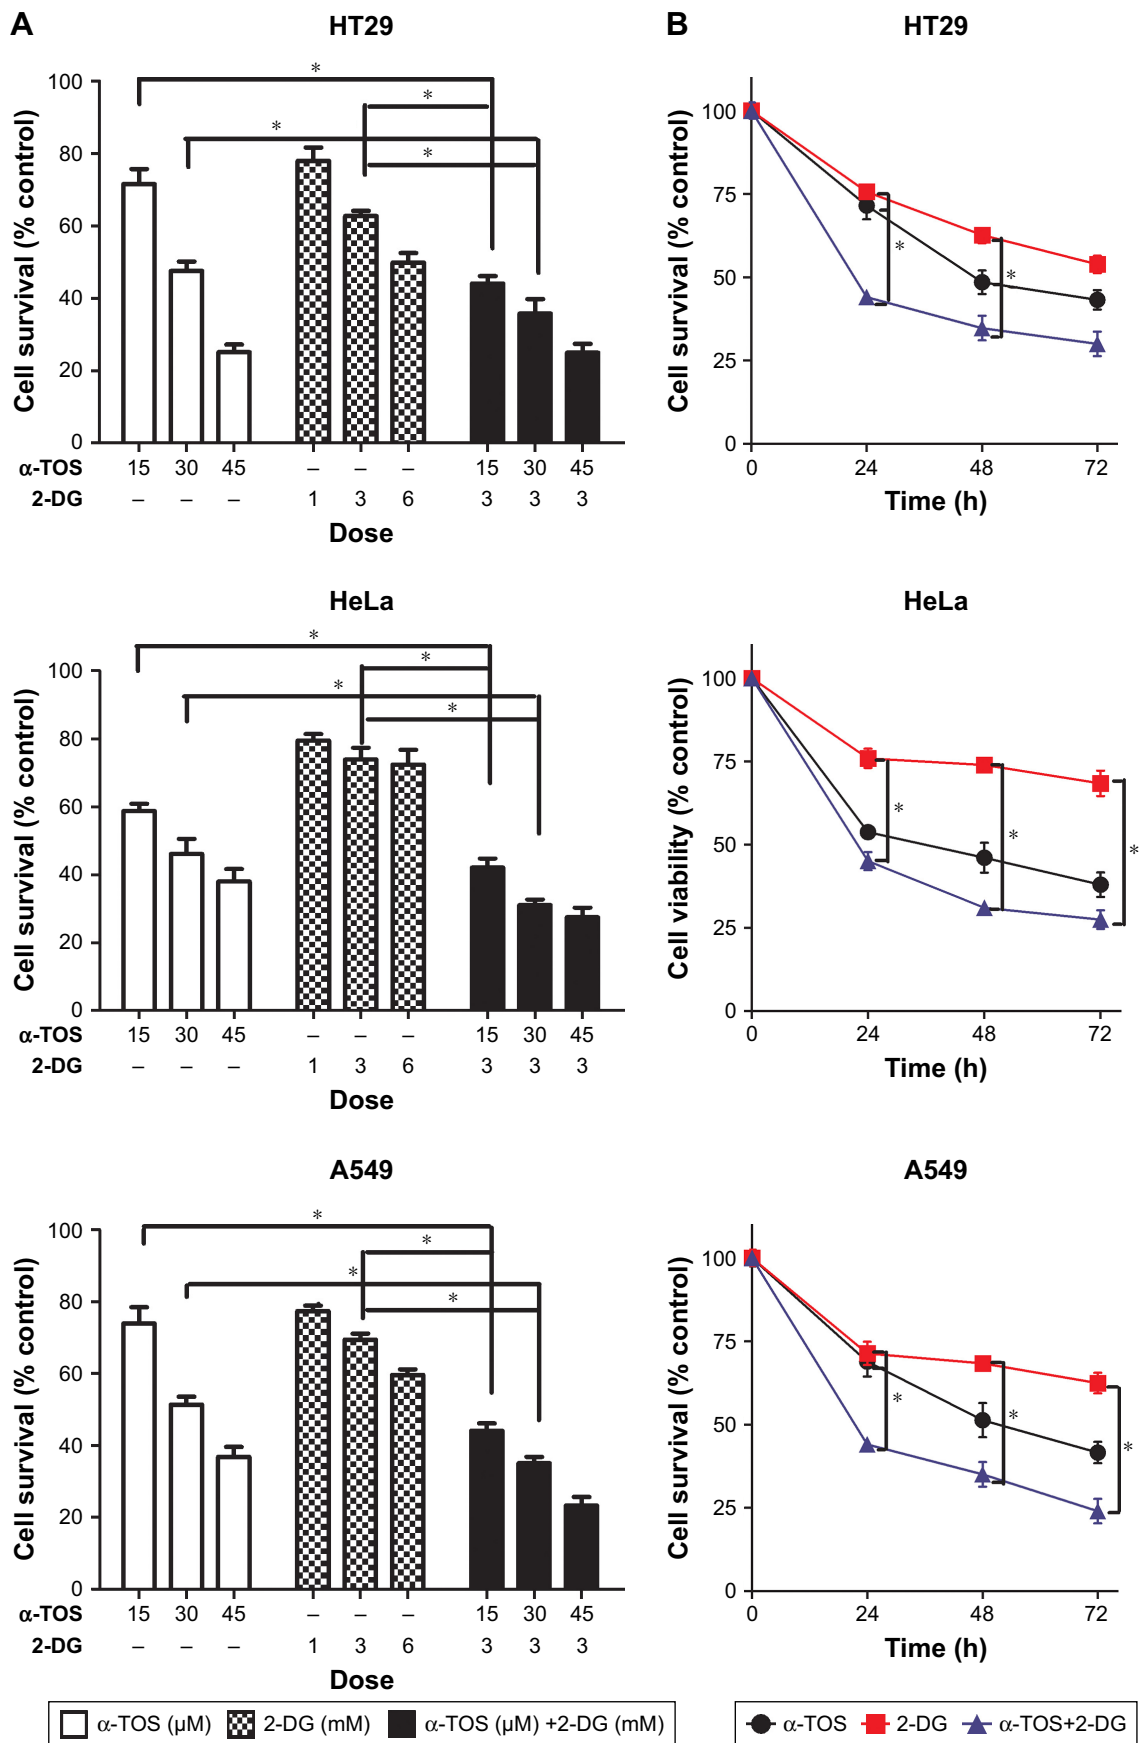 A
HT29
Cell survival (% control)
100
80
60
40
20
0
*
*
*
*
α-TOS 15 30 45 – – – 15 30 45
2-DG – – – 1 3 6 3 3 3
Dose
B
HT29
Cell survival (% control)
100
75
50
25
0
*
*
0 24 48 72
Time (h)
HeLa
Cell survival (% control)
100
80
60
40
20
0
*
*
*
*
α-TOS 15 30 45 – – – 15 30 45
2-DG – – – 1 3 6 3 3 3
Dose
HeLa
Cell viability (% control)
100
75
50
25
0
*
*
*
0 24 48 72
Time (h)
A549
Cell survival (% control)
100
80
60
40
20
0
*
*
*
*
α-TOS 15 30 45 – – – 15 30 45
2-DG – – – 1 3 6 3 3 3
Dose
A549
Cell survival (% control)
100
75
50
25
0
*
*
*
0 24 48 72
Time (h)
α-TOS (µM) 2-DG (mM) α-TOS (µM) +2-DG (mM)
α-TOS 2-DG α-TOS+2-DG